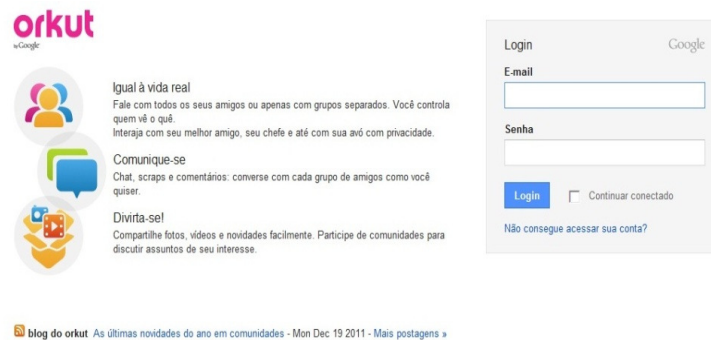 orkut
by Google
Igual à vida real
Fale com todos os seus amigos ou apenas com grupos separados. Você controla
quem vê o quê.
Interaja com seu melhor amigo, seu chefe e até com sua avó com privacidade.
Comunique-se
Chat, scraps e comentários: converse com cada grupo de amigos como você
quiser.
Divirta-se!
Compartilhe fotos, vídeos e novidades facilmente. Participe de comunidades para
discutir assuntos de seu interesse.
Login Google
E-mail
Senha
Login Continuar conectado
Não consegue acessar sua conta?
blog do orkut As últimas novidades do ano em comunidades - Mon Dec 19 2011 - Mais postagens »